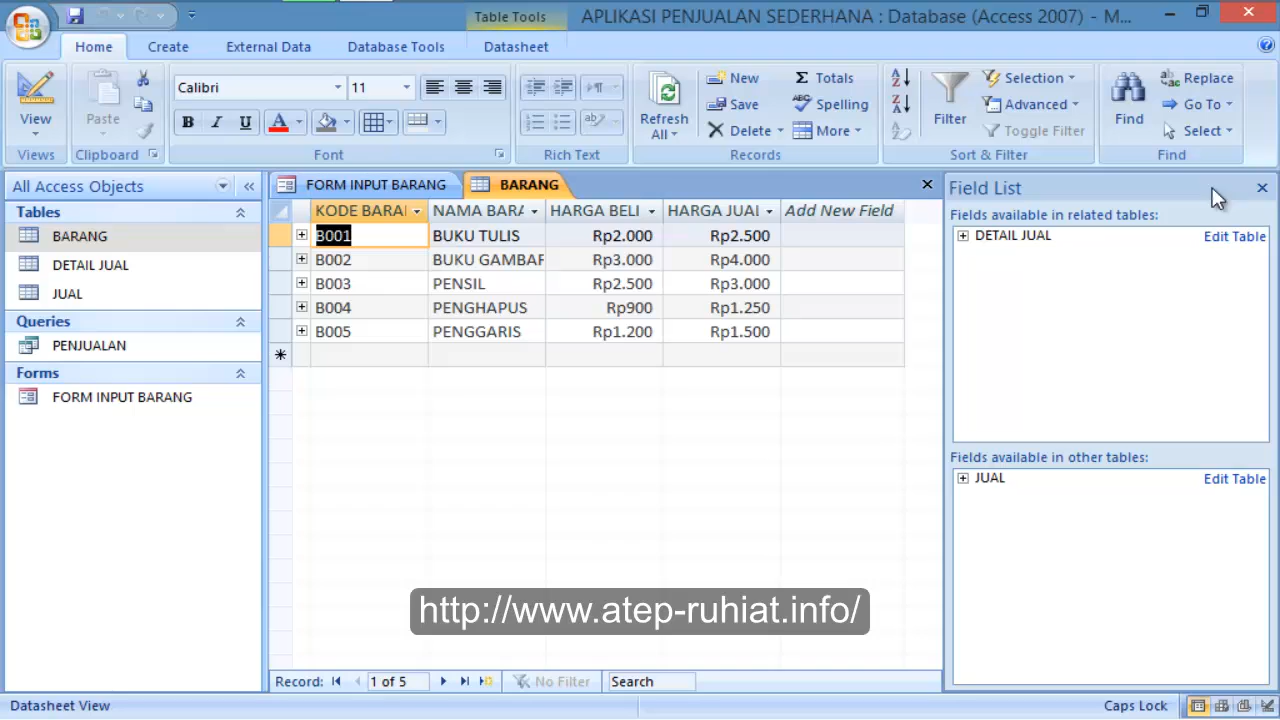 Table Tools
APLIKASI PENJUALAN SEDERHANA : Database (Access 2007) - M...
Home Create External Data Database Tools Datasheet
Calibri 11
New Totals Selection Replace
Save Spelling Advanced Go To
View Paste B I U Refresh All Delete More Filter Toggle Filter Find Select
Views Clipboard Font Rich Text Records Sort & Filter Find
All Access Objects «
Tables
BARANG
DETAIL JUAL
JUAL
Queries
PENJUALAN
Forms
FORM INPUT BARANG
FORM INPUT BARANG BARANG
KODE BARA NAMA BARA HARGA BELI HARGA JUAL Add New Field
B001 BUKU TULIS Rp2.000 Rp2.500
B002 BUKU GAMBAR Rp3.000 Rp4.000
B003 PENSIL Rp2.500 Rp3.000
B004 PENGHAPUS Rp900 Rp1.250
B005 PENGGARIS Rp1.200 Rp1.500
Field List
Fields available in related tables:
DETAIL JUAL Edit Table
Fields available in other tables:
JUAL Edit Table
http://www.atep-ruhiat.info/
Record: 1 of 5 No Filter Search
Datasheet View Caps Lock